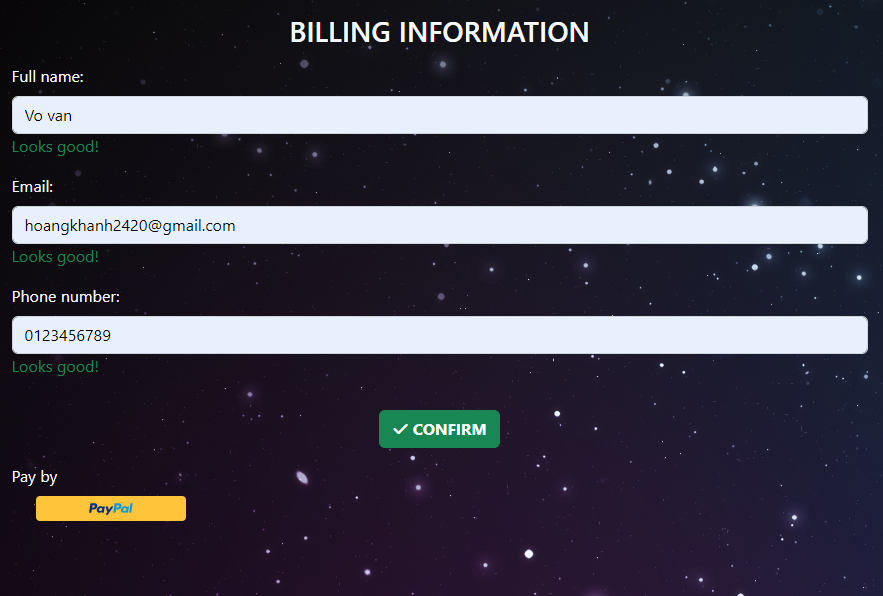 BILLING INFORMATION
Full name:
Vo van
Looks good!
Email:
hoangkhanh2420@gmail.com
Looks good!
Phone number:
0123456789
Looks good!
CONFIRM
Pay by
PayPal